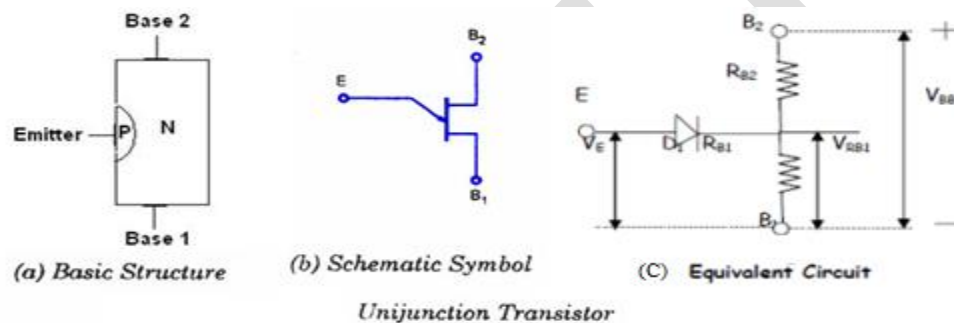 Base 2
P N
Emitter
Base 1
(a) Basic Structure
B2
E
B1
(b) Schematic Symbol
B2
RB2
E
VE
D1
RB1
VRB1
VBB
+
B1
−
(C) Equivalent Circuit
Unijunction Transistor